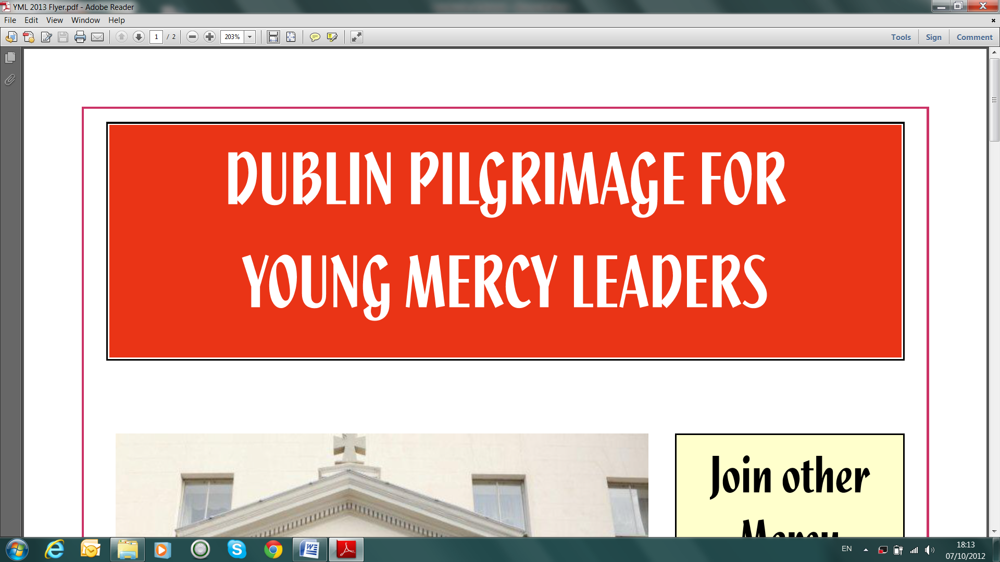 YML 2013 Flyer.pdf - Adobe Reader
File Edit View Window Help
1 / 2 203% Tools Sign Comment
DUBLIN PILGRIMAGE FOR
YOUNG MERCY LEADERS
Join other
Mercy
EN 18:13
07/10/2012